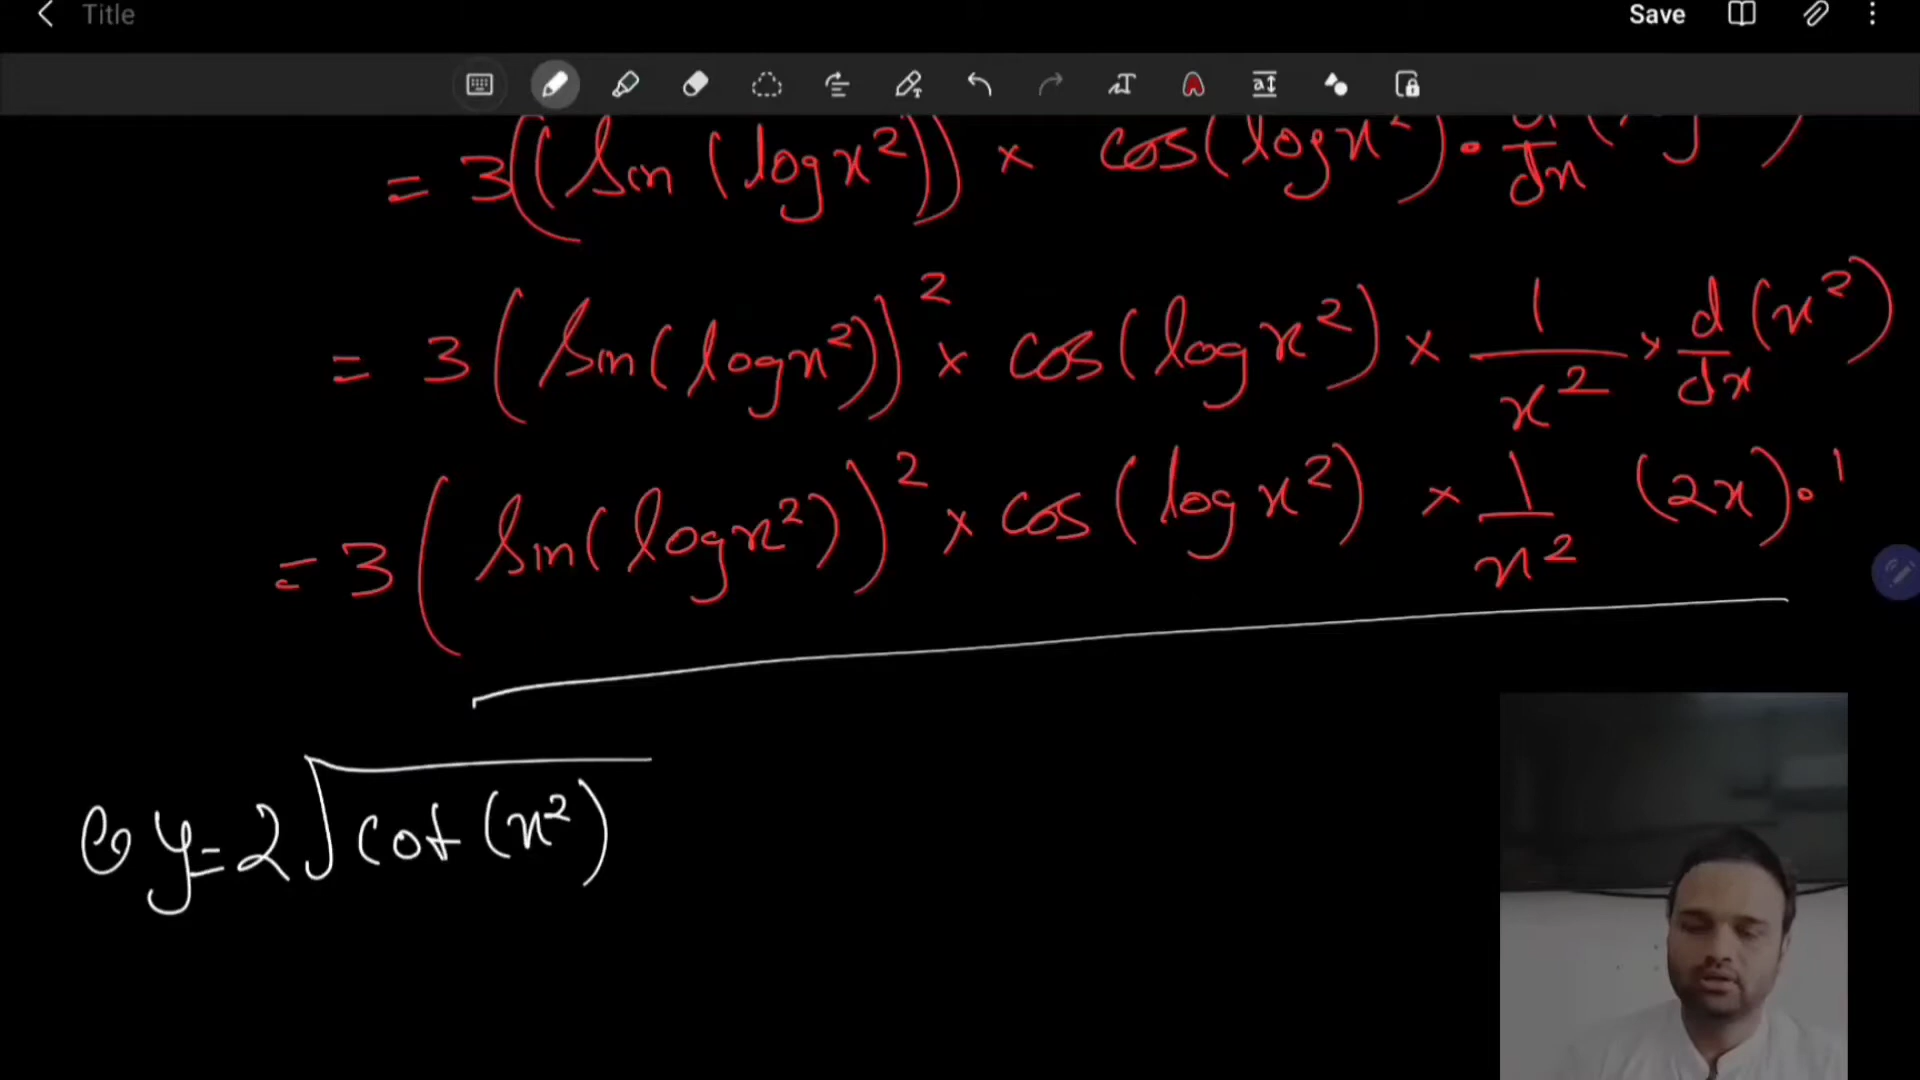 Title
Save
= 3((sin (log x²)) × cos(log x²) · d/dx
= 3 (sin(log x²))² × cos(log x²) × 1/x² × d/dx (x²)
= 3 (sin(log x²))² × cos(log x²) × 1/x² (2x) · 1
y = 2√cot (x²)